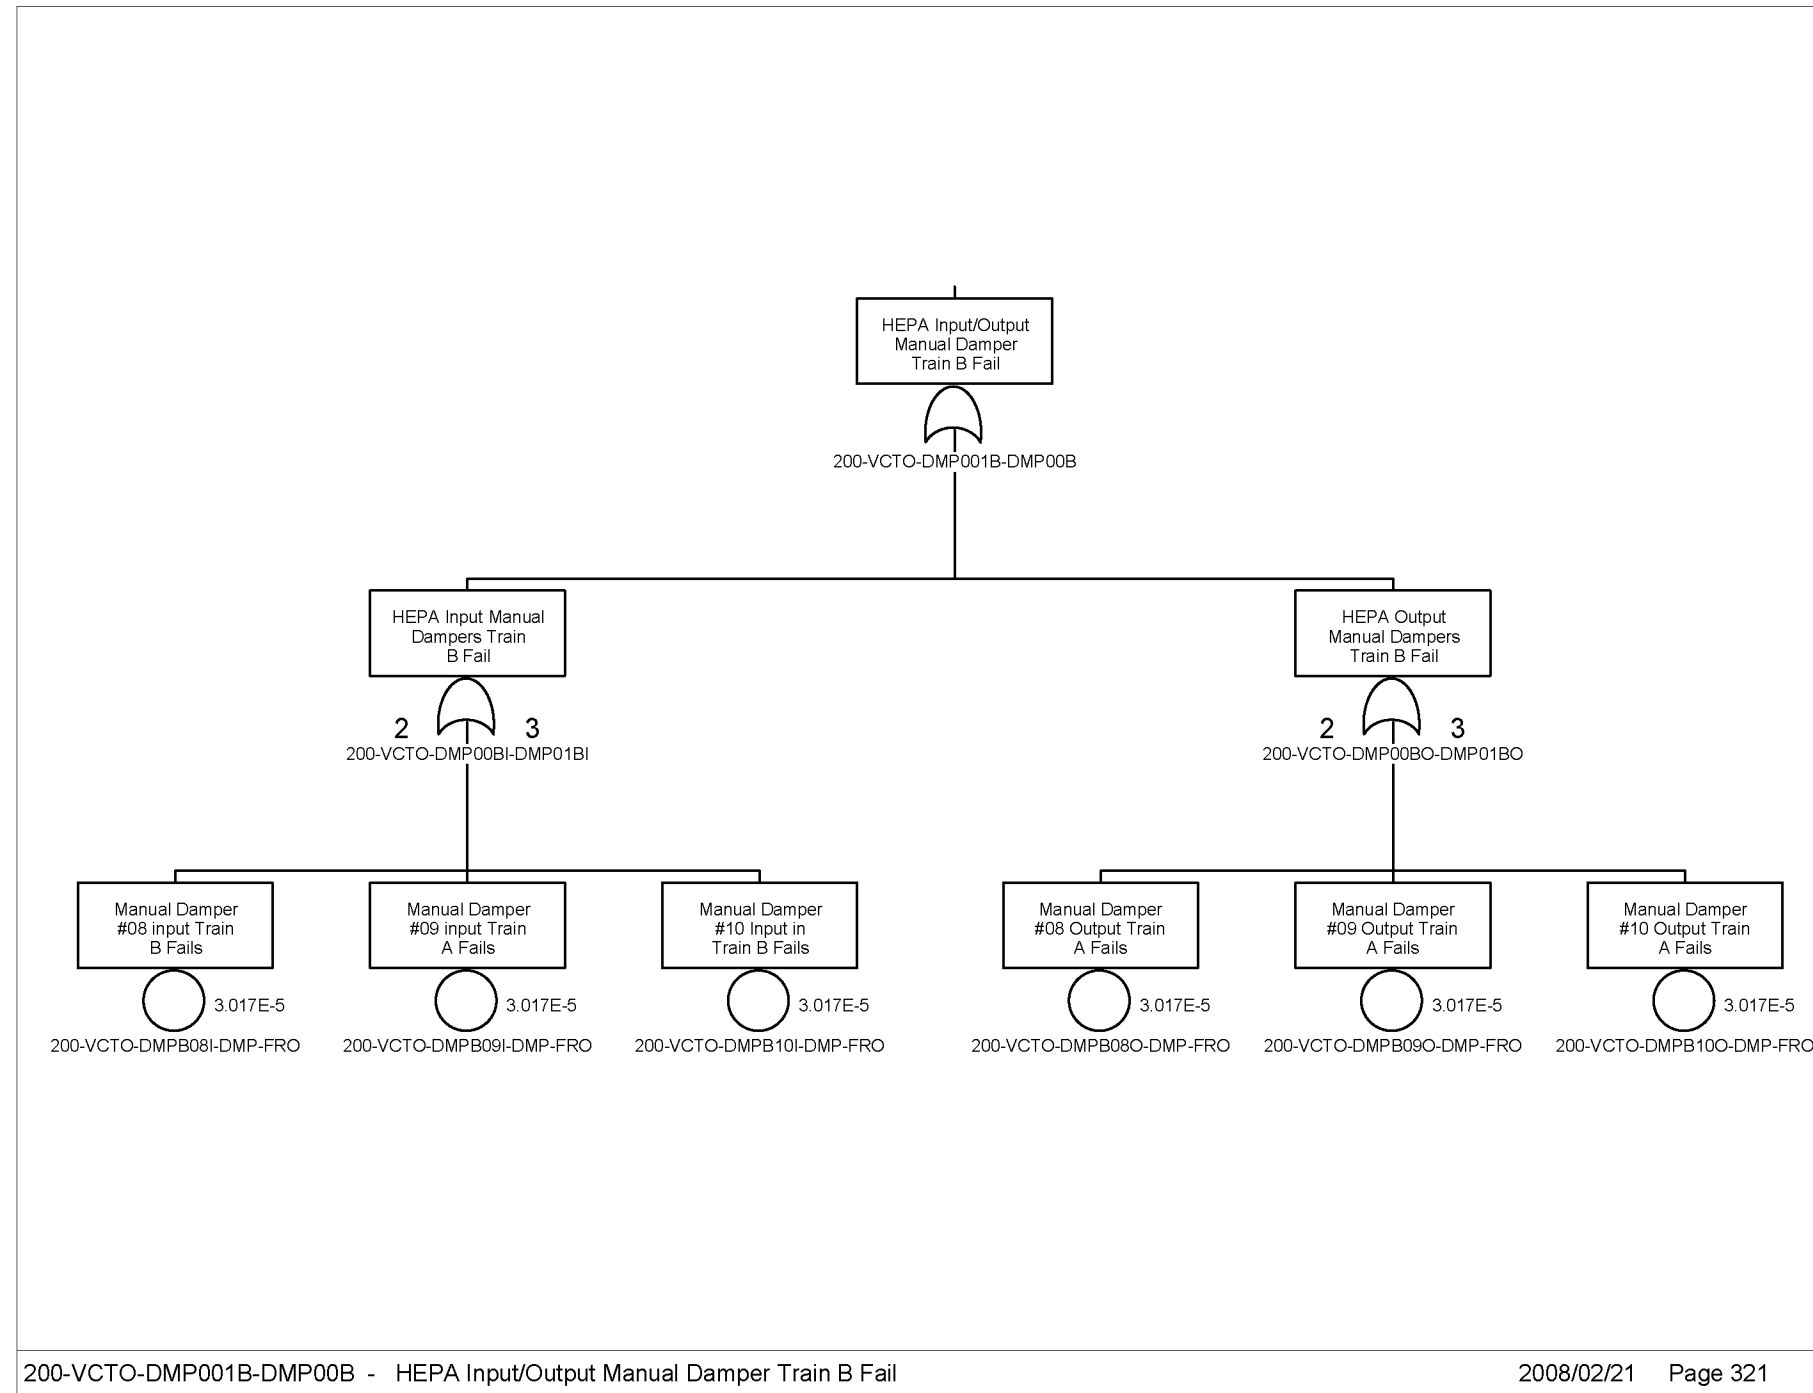 HEPA Input/Output
Manual Damper
Train B Fail
200-VCTO-DMP001B-DMP00B
HEPA Input Manual
Dampers Train
B Fail
2 3
200-VCTO-DMP00BI-DMP01BI
HEPA Output
Manual Dampers
Train B Fail
2 3
200-VCTO-DMP00BO-DMP01BO
Manual Damper
#08 input Train
B Fails
3.017E-5
200-VCTO-DMPB08I-DMP-FRO
Manual Damper
#09 input Train
A Fails
3.017E-5
200-VCTO-DMPB09I-DMP-FRO
Manual Damper
#10 Input in
Train B Fails
3.017E-5
200-VCTO-DMPB10I-DMP-FRO
Manual Damper
#08 Output Train
A Fails
3.017E-5
200-VCTO-DMPB08O-DMP-FRO
Manual Damper
#09 Output Train
A Fails
3.017E-5
200-VCTO-DMPB09O-DMP-FRO
Manual Damper
#10 Output Train
A Fails
3.017E-5
200-VCTO-DMPB10O-DMP-FRO
200-VCTO-DMP001B-DMP00B - HEPA Input/Output Manual Damper Train B Fail 2008/02/21 Page 321